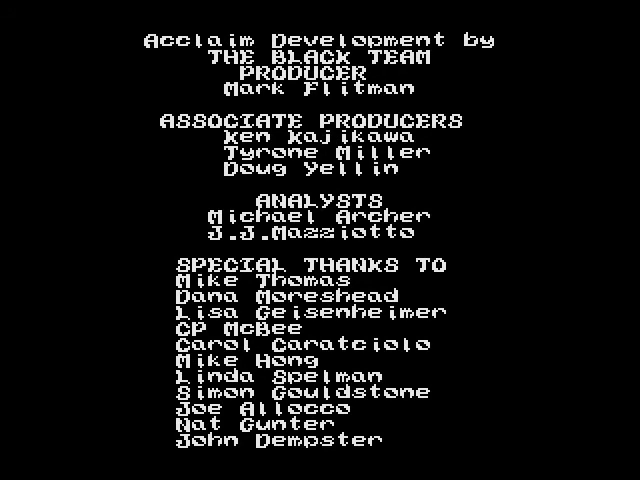 Acclaim Development by
THE BLACK TEAM
PRODUCER
Mark Flitman
ASSOCIATE PRODUCERS
Ken Kajikawa
Tyrone Miller
Doug Yellin
ANALYSTS
Michael Archer
J.J.Mazziotto
SPECIAL THANKS TO
Mike Thomas
Dana Moreshead
Lisa Geisenheimer
CP McBee
Carol Caratciolo
Mike Hong
Linda Spelman
Simon Gouldstone
Joe Allocco
Nat Gunter
John Dempster